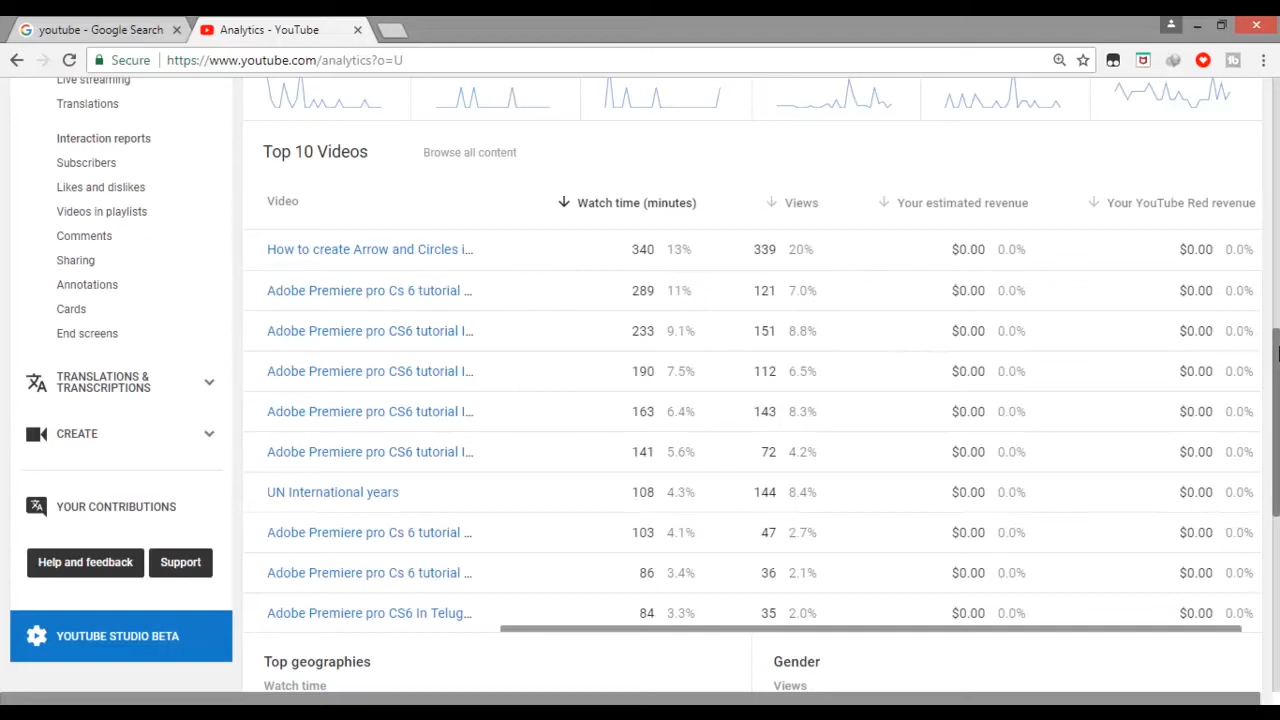 youtube - Google Search
Analytics - YouTube
Secure
https://www.youtube.com/analytics?o=U
Live streaming
Translations
Interaction reports
Subscribers
Likes and dislikes
Videos in playlists
Comments
Sharing
Annotations
Cards
End screens
TRANSLATIONS &
TRANSCRIPTIONS
CREATE
YOUR CONTRIBUTIONS
Help and feedback Support
YOUTUBE STUDIO BETA
Top 10 Videos Browse all content
Video Watch time (minutes) Views Your estimated revenue Your YouTube Red revenue
How to create Arrow and Circles i... 340 13% 339 20% $0.00 0.0% $0.00 0.0%
Adobe Premiere pro Cs 6 tutorial ... 289 11% 121 7.0% $0.00 0.0% $0.00 0.0%
Adobe Premiere pro CS6 tutorial I... 233 9.1% 151 8.8% $0.00 0.0% $0.00 0.0%
Adobe Premiere pro CS6 tutorial I... 190 7.5% 112 6.5% $0.00 0.0% $0.00 0.0%
Adobe Premiere pro CS6 tutorial I... 163 6.4% 143 8.3% $0.00 0.0% $0.00 0.0%
Adobe Premiere pro CS6 tutorial I... 141 5.6% 72 4.2% $0.00 0.0% $0.00 0.0%
UN International years 108 4.3% 144 8.4% $0.00 0.0% $0.00 0.0%
Adobe Premiere pro Cs 6 tutorial ... 103 4.1% 47 2.7% $0.00 0.0% $0.00 0.0%
Adobe Premiere pro Cs 6 tutorial ... 86 3.4% 36 2.1% $0.00 0.0% $0.00 0.0%
Adobe Premiere pro CS6 In Telug... 84 3.3% 35 2.0% $0.00 0.0% $0.00 0.0%
Top geographies
Watch time
Gender
Views